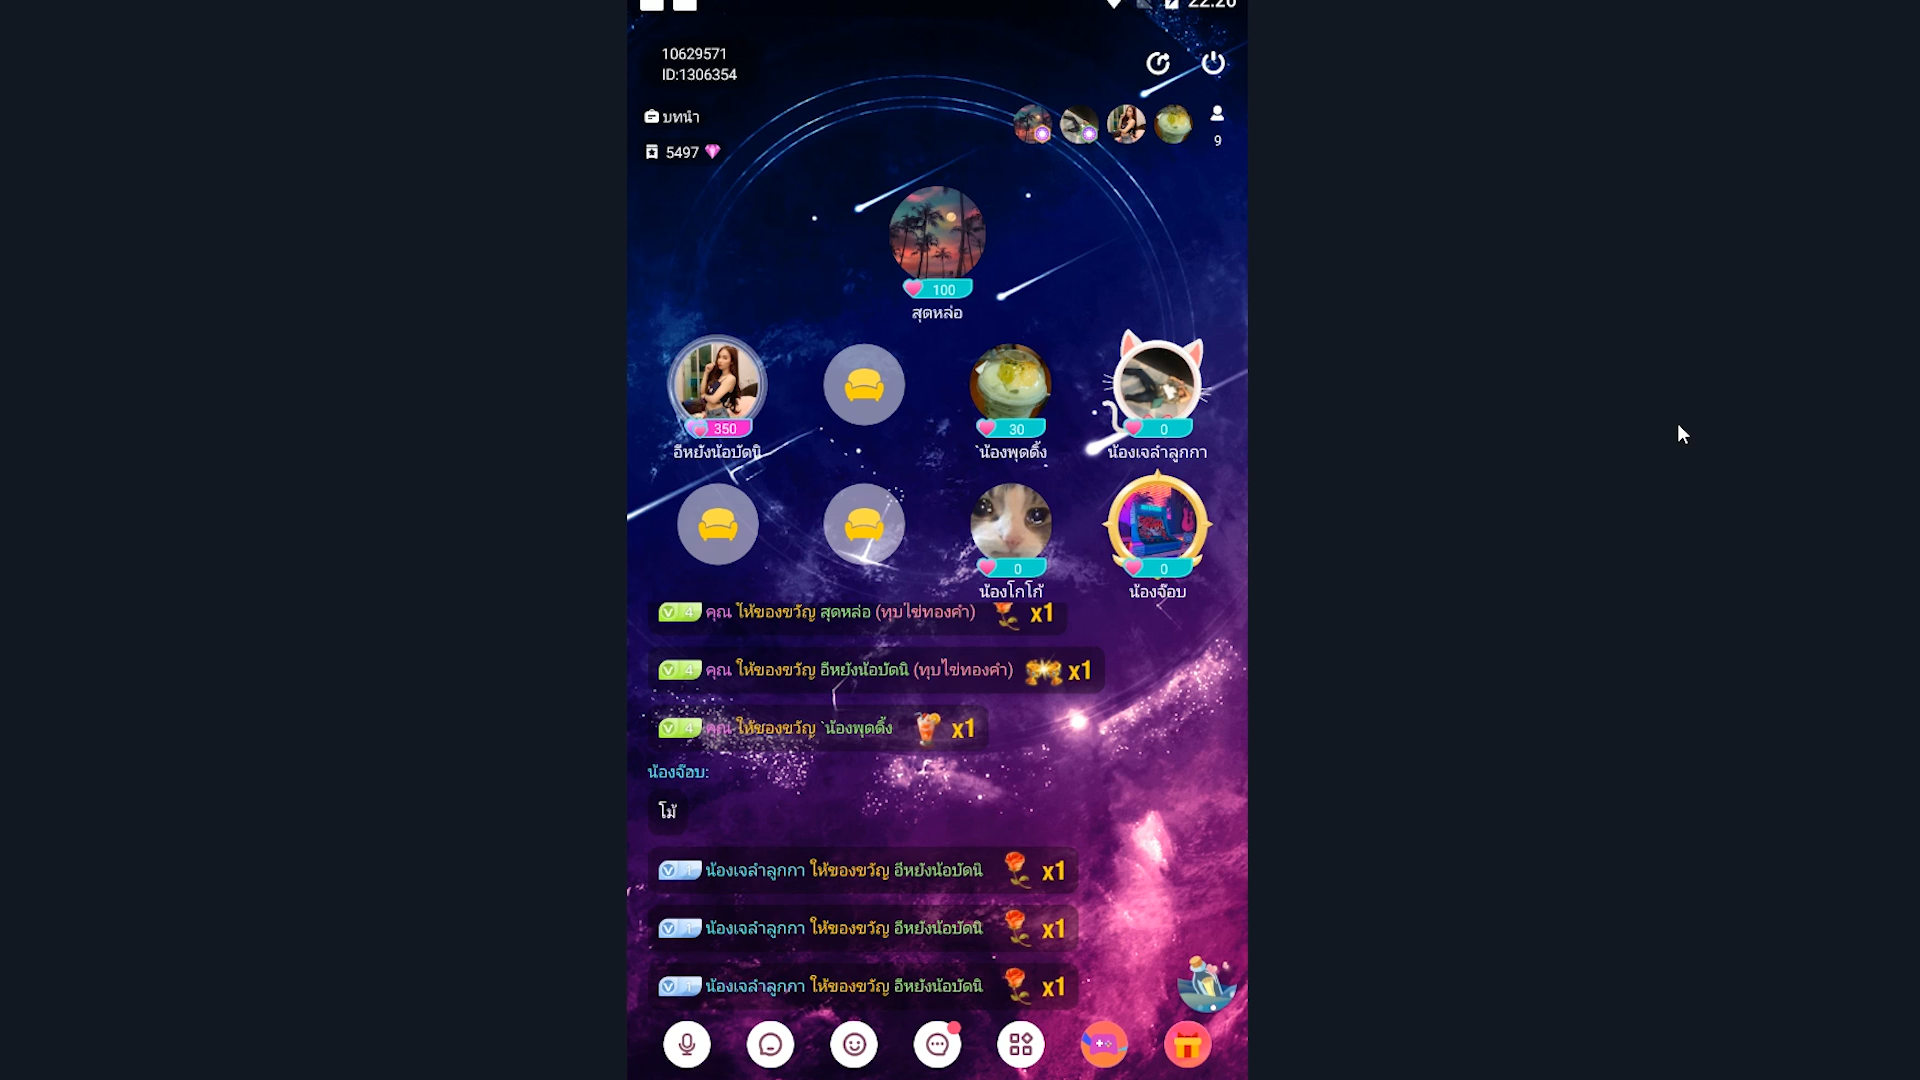 22:20
10629571
ID:1306354
บทนำ
5497
9
100
สุดหล่อ
350
30
0
อีหยังน้อบัดนิ
`น้องพุดดิ้ง
น้องเจลำลูกกา
0
0
น้องโกโก้
น้องจ๊อบ
4 คุณ ให้ของขวัญ สุดหล่อ (ทุบไข่ทองคำ) x1
4 คุณ ให้ของขวัญ อีหยังน้อบัดนิ (ทุบไข่ทองคำ) x1
4 คุณ ให้ของขวัญ `น้องพุดดิ้ง x1
น้องจ๊อบ:
โม้
1 น้องเจลำลูกกา ให้ของขวัญ อีหยังน้อบัดนิ x1
1 น้องเจลำลูกกา ให้ของขวัญ อีหยังน้อบัดนิ x1
1 น้องเจลำลูกกา ให้ของขวัญ อีหยังน้อบัดนิ x1